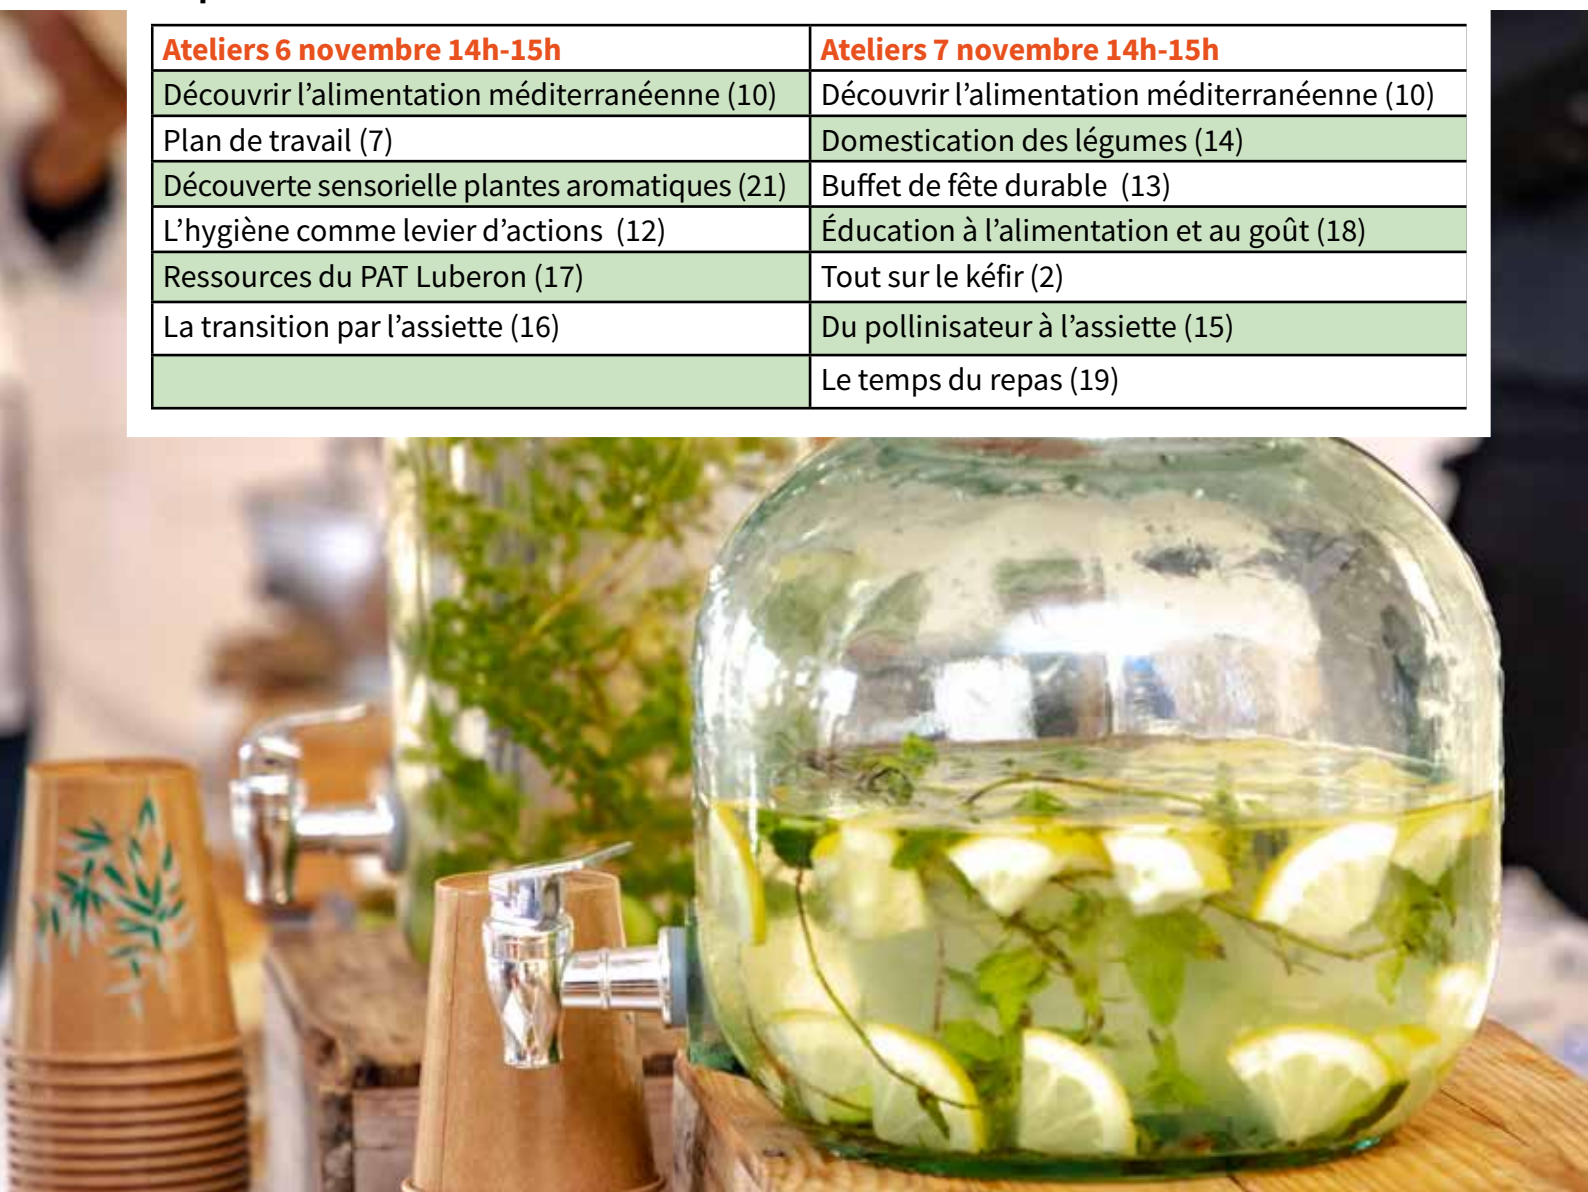 Ateliers 6 novembre 14h-15h
Ateliers 7 novembre 14h-15h
Découvrir l’alimentation méditerranéenne (10)
Découvrir l’alimentation méditerranéenne (10)
Plan de travail (7)
Domestication des légumes (14)
Découverte sensorielle plantes aromatiques (21)
Buffet de fête durable  (13)
L’hygiène comme levier d’actions  (12)
Éducation à l’alimentation et au goût (18)
Ressources du PAT Luberon (17)
Tout sur le kéfir (2)
La transition par l’assiette (16)
Du pollinisateur à l’assiette (15)
Le temps du repas (19)